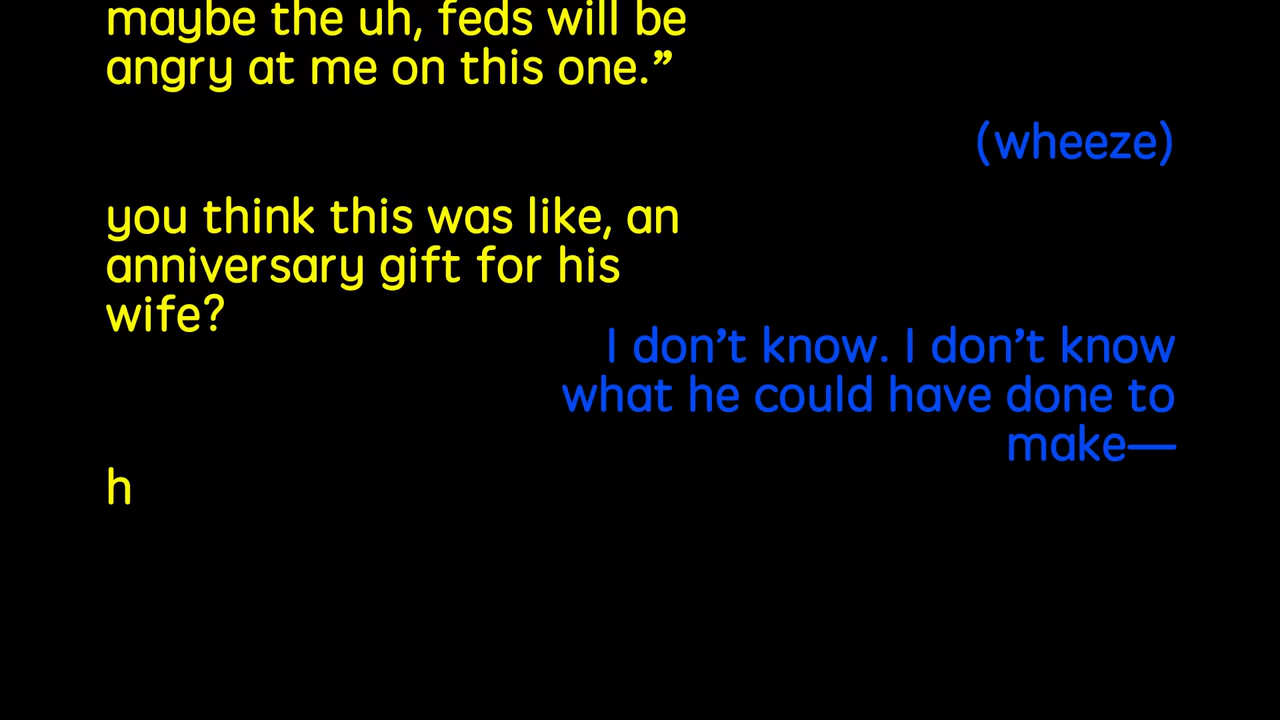 maybe the uh, feds will be
angry at me on this one.”
(wheeze)
you think this was like, an
anniversary gift for his
wife?
I don’t know. I don’t know
what he could have done to
make—
h